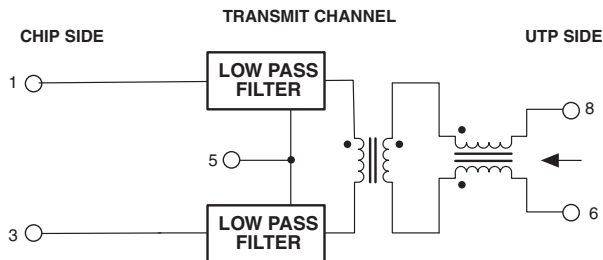 TRANSMIT CHANNEL
CHIP SIDE
UTP SIDE
LOW PASS
FILTER
1
8
5
LOW PASS
FILTER
3
6